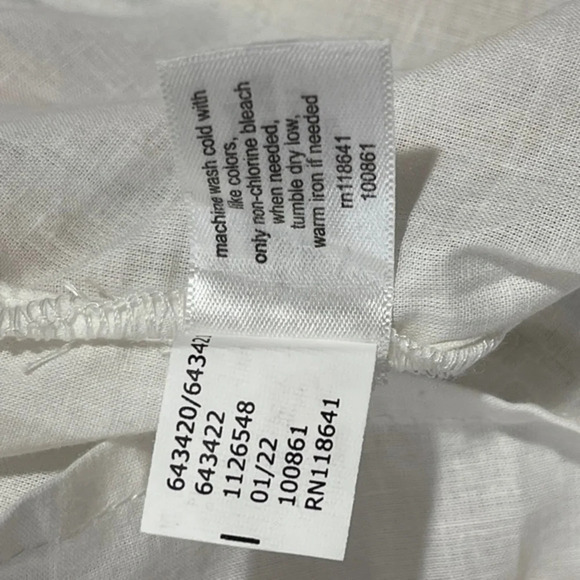 machine wash cold with
like colors,
only non-chlorine bleach
when needed,
tumble dry low,
warm iron if needed
rn118641
100861
643420/643421
643422
1126548
01/22
100861
RN118641